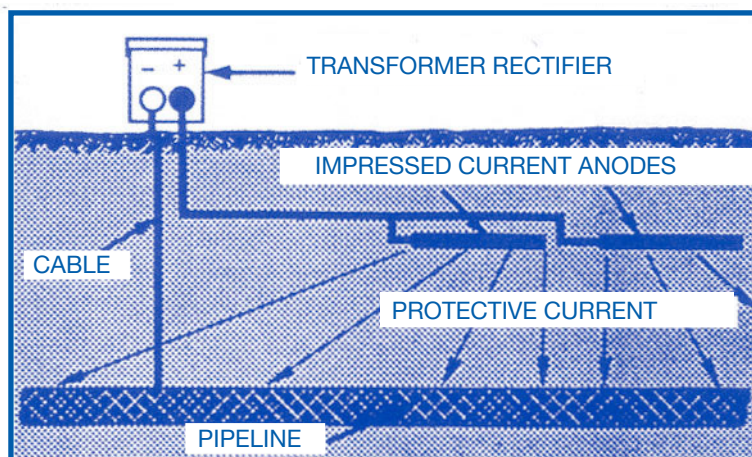 – +
TRANSFORMER RECTIFIER
IMPRESSED CURRENT ANODES
CABLE
PROTECTIVE CURRENT
PIPELINE